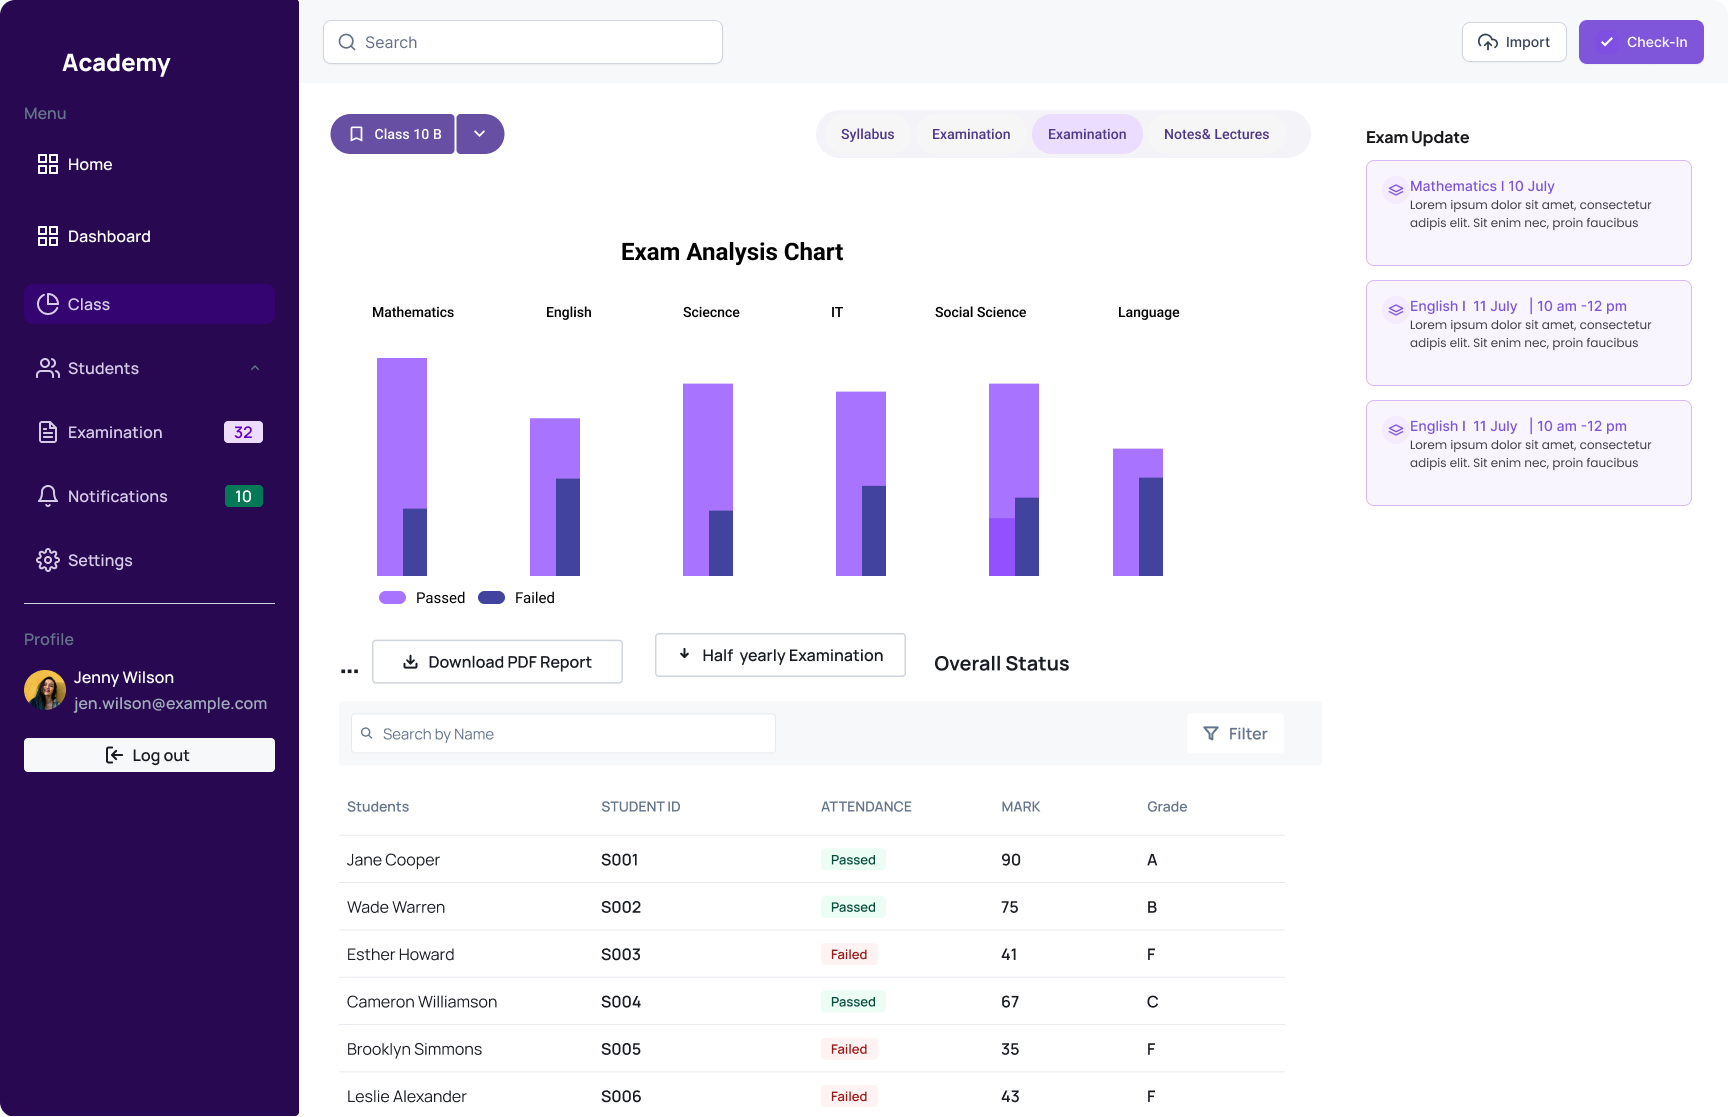 Academy
Menu
Home
Dashboard
Class
Students
Examination 32
Notifications 10
Settings
Profile
Jenny Wilson
jen.wilson@example.com
Log out
Search
Import
Check-In
Class 10 B
Syllabus Examination Examination Notes& Lectures
Exam Analysis Chart
Mathematics English Sciecnce IT Social Science Language
Passed Failed
... Download PDF Report
Half yearly Examination
Overall Status
Search by Name
Filter
Students STUDENT ID ATTENDANCE MARK Grade
Jane Cooper S001 Passed 90 A
Wade Warren S002 Passed 75 B
Esther Howard S003 Failed 41 F
Cameron Williamson S004 Passed 67 C
Brooklyn Simmons S005 Failed 35 F
Leslie Alexander S006 Failed 43 F
Exam Update
Mathematics I 10 July
Lorem ipsum dolor sit amet, consectetur
adipis elit. Sit enim nec, proin faucibus
English I 11 July | 10 am -12 pm
Lorem ipsum dolor sit amet, consectetur
adipis elit. Sit enim nec, proin faucibus
English I 11 July | 10 am -12 pm
Lorem ipsum dolor sit amet, consectetur
adipis elit. Sit enim nec, proin faucibus